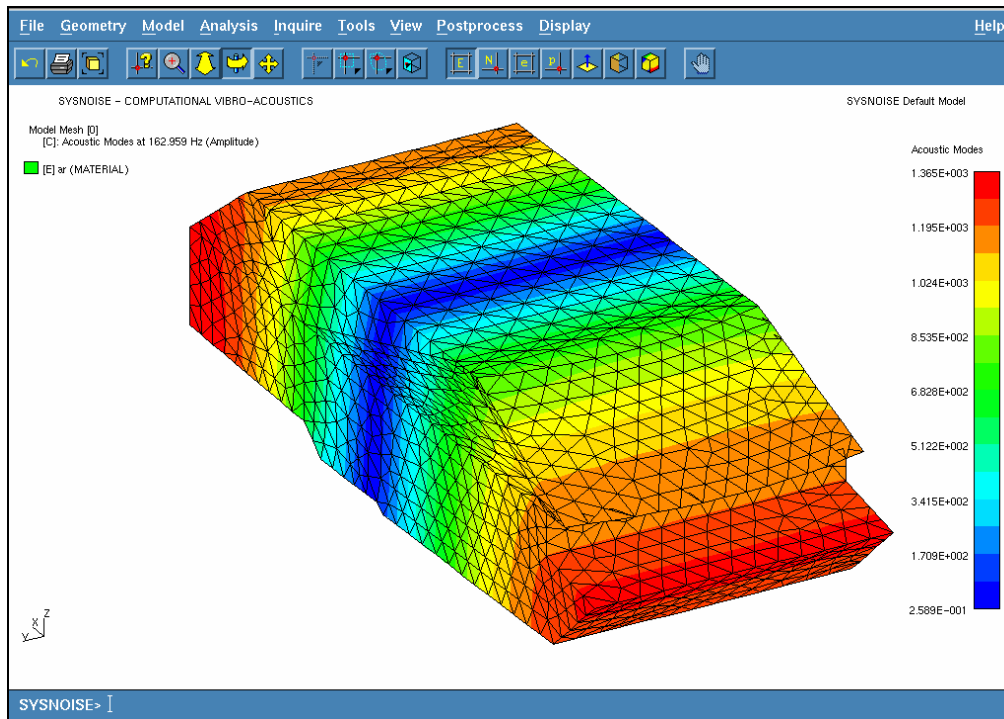 File Geometry Model Analysis Inquire Tools View Postprocess Display Help
? E N e p
SYSNOISE - COMPUTATIONAL VIBRO-ACOUSTICS
SYSNOISE Default Model
Model Mesh [0]
[C]: Acoustic Modes at 162.959 Hz (Amplitude)
[E] ar (MATERIAL)
Acoustic Modes
1.365E+003
1.195E+003
1.024E+003
8.535E+002
6.828E+002
5.122E+002
3.415E+002
1.709E+002
2.589E-001
Z
X
Y
SYSNOISE>